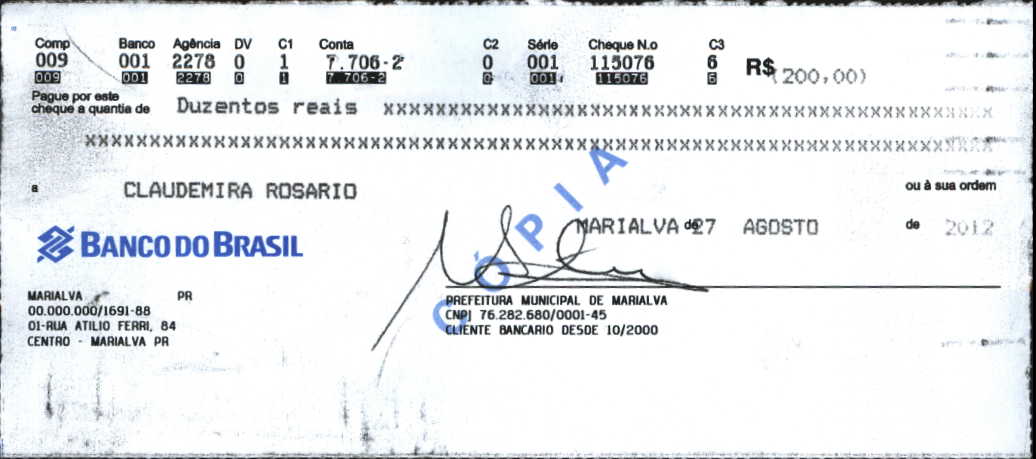 Comp Banco Agência DV C1 Conta C2 Série Cheque N.o C3
009 001 2278 0 1 7.706-2 0 001 115076 6 R$ (200,00)
009 001 2278 0 1 7.706-2 0 001 115076 6
Pague por este
cheque a quantia de Duzentos reais xxxxxxxxxxxxxxxxxxxxxxxxxxxxxxxxxxxxxxxxxxxxxxx
xxxxxxxxxxxxxxxxxxxxxxxxxxxxxxxxxxxxxxxxxxxxxxxxxxxxxxxxxxxxxxxxxxxxxx
a CLAUDEMIRA ROSARIO ou à sua ordem
CÓPIA
MARIALVA de 27 AGOSTO de 2012
BANCO DO BRASIL
MARIALVA PR
00.000.000/1691-88
01-RUA ATILIO FERRI, 84
CENTRO - MARIALVA PR
PREFEITURA MUNICIPAL DE MARIALVA
CNPJ 76.282.680/0001-45
CLIENTE BANCARIO DESDE 10/2000